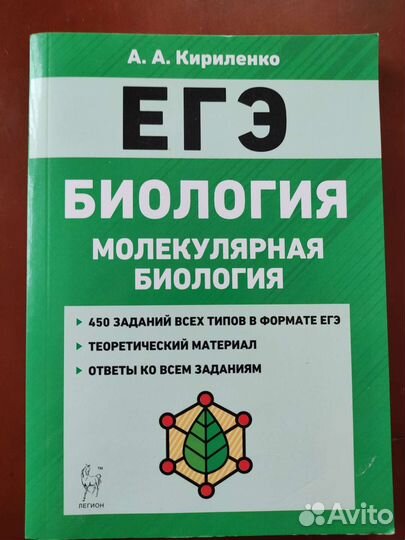 А. А. Кириленко
ЕГЭ
БИОЛОГИЯ
МОЛЕКУЛЯРНАЯ
БИОЛОГИЯ
450 ЗАДАНИЙ ВСЕХ ТИПОВ В ФОРМАТЕ ЕГЭ
ТЕОРЕТИЧЕСКИЙ МАТЕРИАЛ
ОТВЕТЫ КО ВСЕМ ЗАДАНИЯМ
TM
ЛЕГИОН
Avito